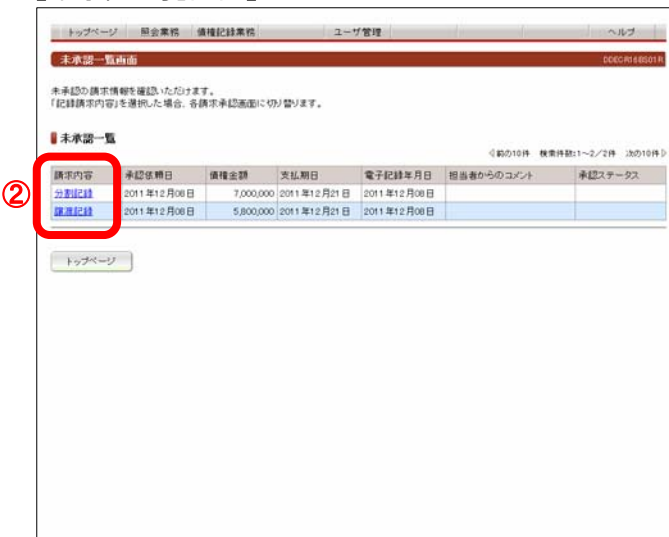 トップページ 照会業務 債権記録業務 ユーザ管理 ヘルプ
未承認一覧画面 DDECR168S01R
未承認の請求情報を確認いただけます。
「記録請求内容」を選択した場合、各請求承認画面に切り替ります。
未承認一覧
前の10件 検索件数:1～2／2件 次の10件
請求内容 承認依頼日 債権金額 支払期日 電子記録年月日 担当者からのコメント 承認ステータス
② 分割記録 2011年12月08日 7,000,000 2011年12月21日 2011年12月08日
譲渡記録 2011年12月08日 5,800,000 2011年12月21日 2011年12月08日
トップページ